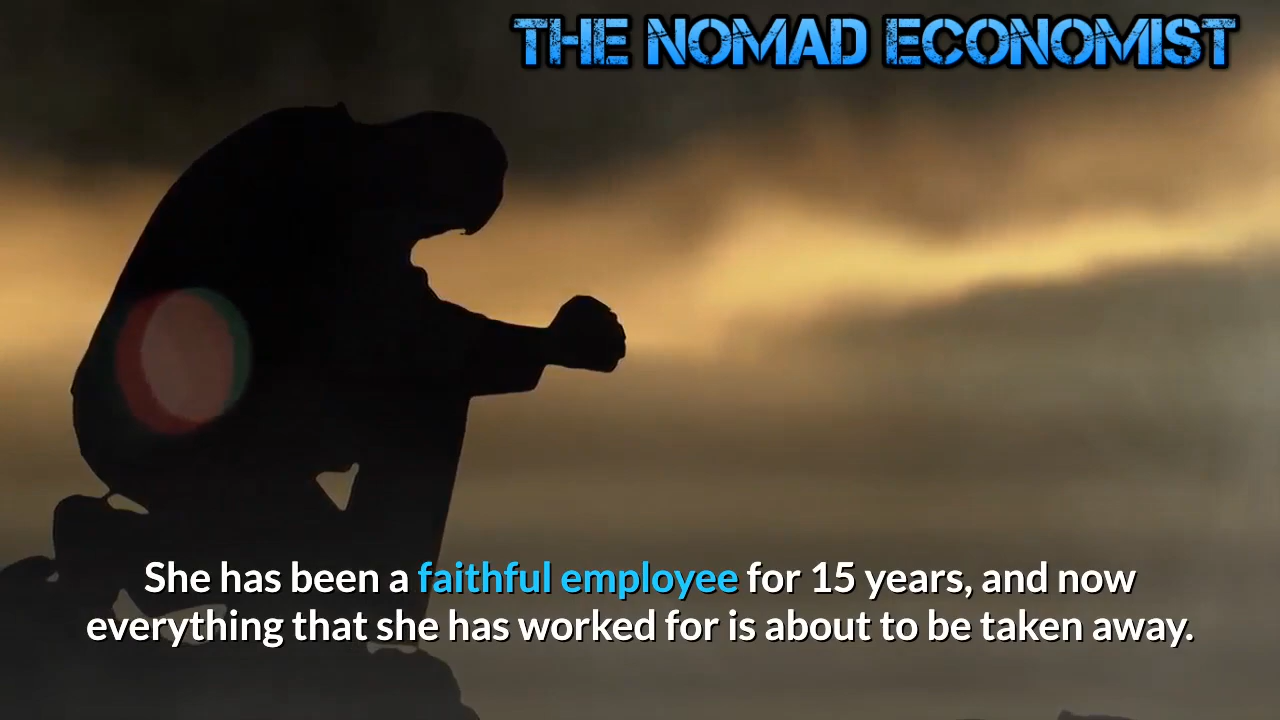 THE NOMAD ECONOMIST
She has been a faithful employee for 15 years, and now
everything that she has worked for is about to be taken away.